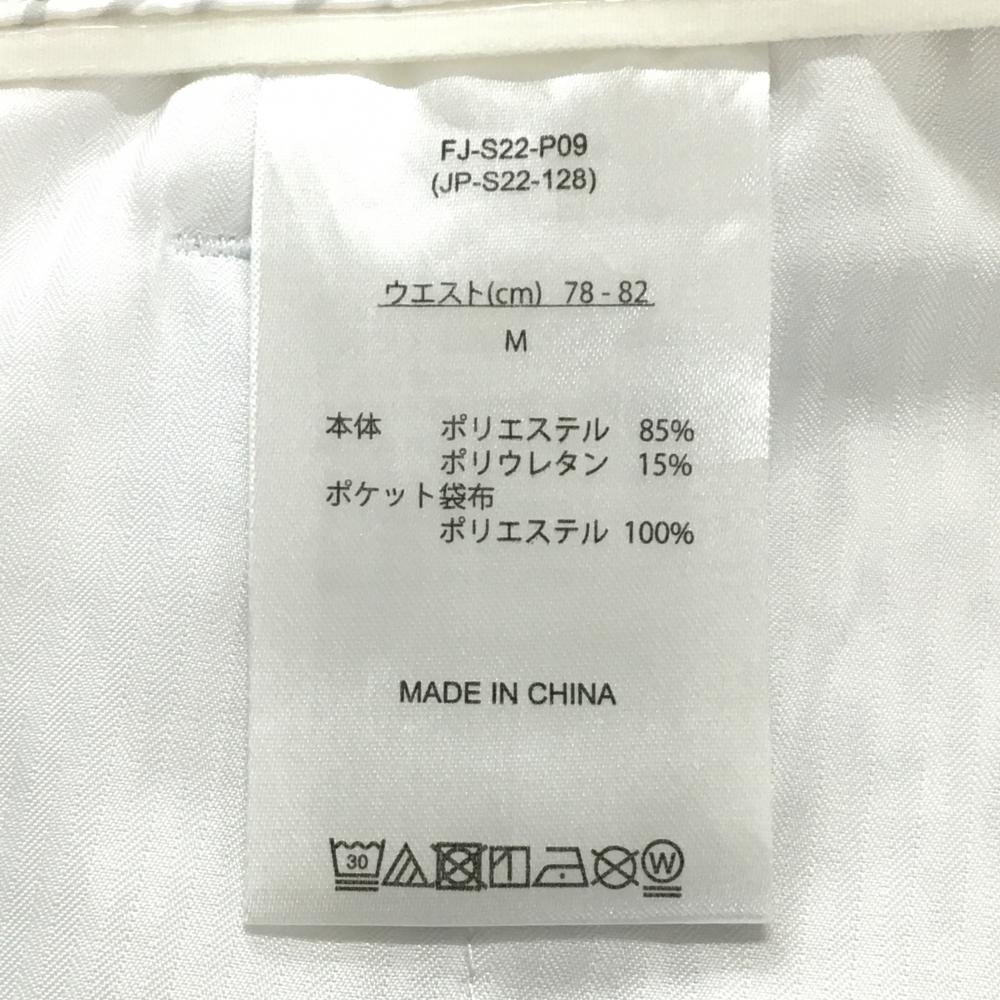 FJ-S22-P09
(JP-S22-128)
ウエスト(cm) 78 - 82
M
本体 ポリエステル 85%
ポリウレタン 15%
ポケット袋布
ポリエステル 100%
MADE IN CHINA
30 W